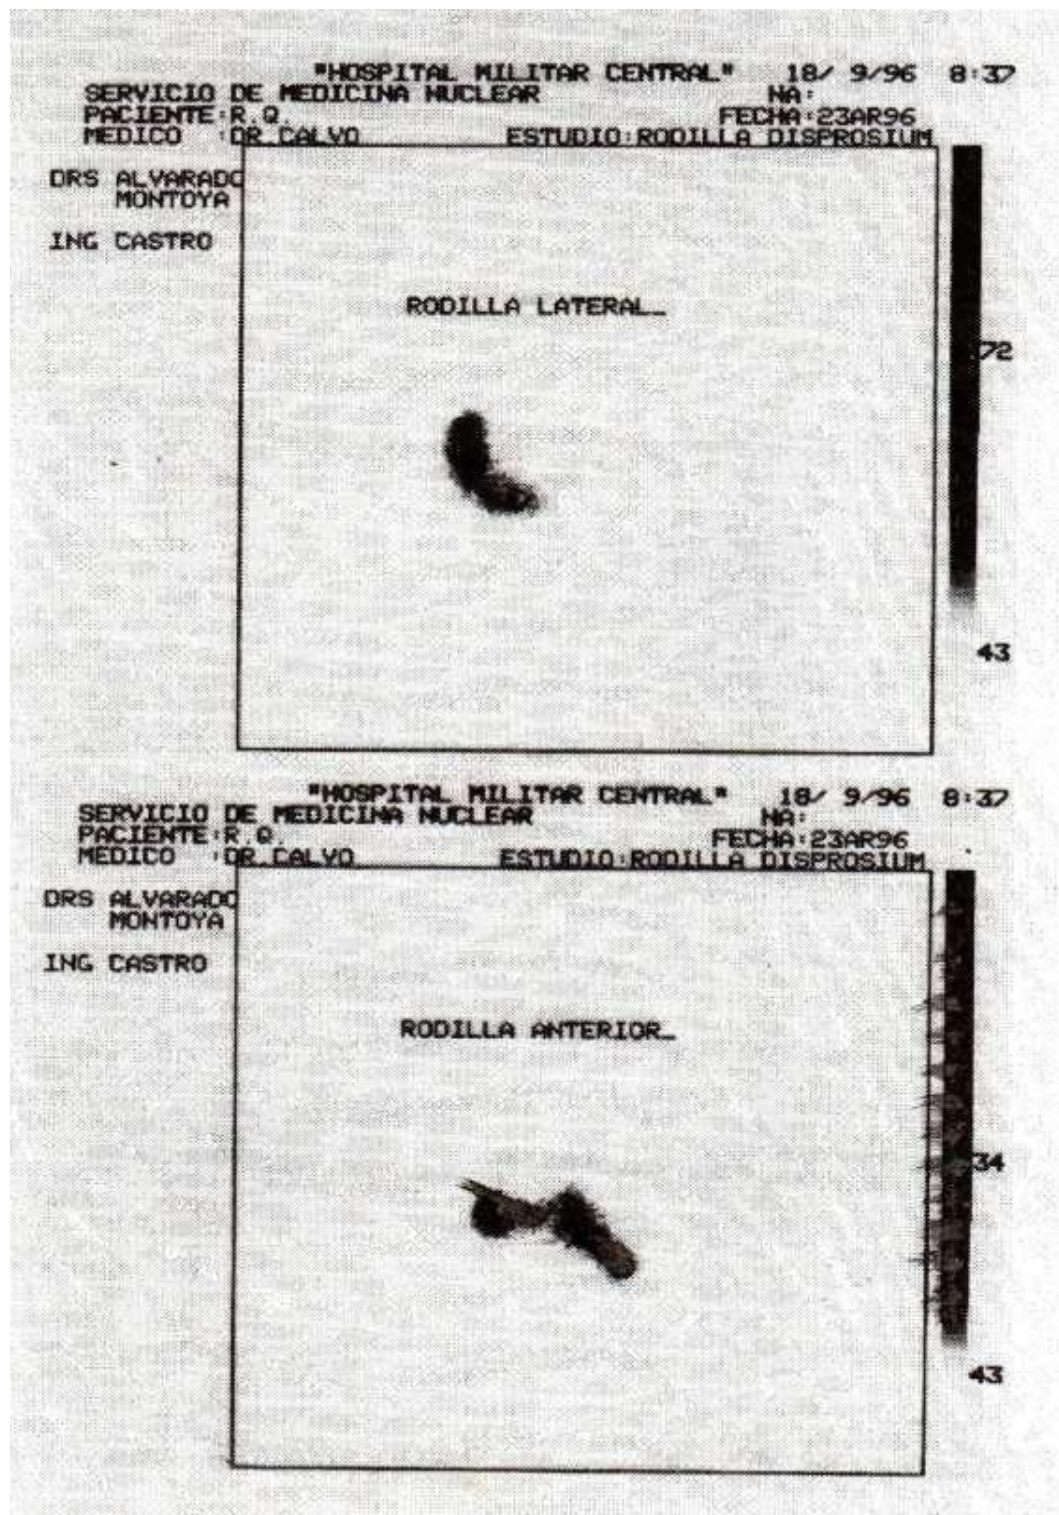 "HOSPITAL MILITAR CENTRAL" 18/ 9/96 8:37
SERVICIO DE MEDICINA NUCLEAR NA:
PACIENTE:R.Q. FECHA:23AR96
MEDICO :DR.CALVO ESTUDIO:RODILLA DISPROSIUM
DRS ALVARADO
MONTOYA
ING CASTRO
RODILLA LATERAL_
72
43
"HOSPITAL MILITAR CENTRAL" 18/ 9/96 8:37
SERVICIO DE MEDICINA NUCLEAR NA:
PACIENTE:R.Q. FECHA:23AR96
MEDICO :DR.CALVO ESTUDIO:RODILLA DISPROSIUM
DRS ALVARADO
MONTOYA
ING CASTRO
RODILLA ANTERIOR_
34
43